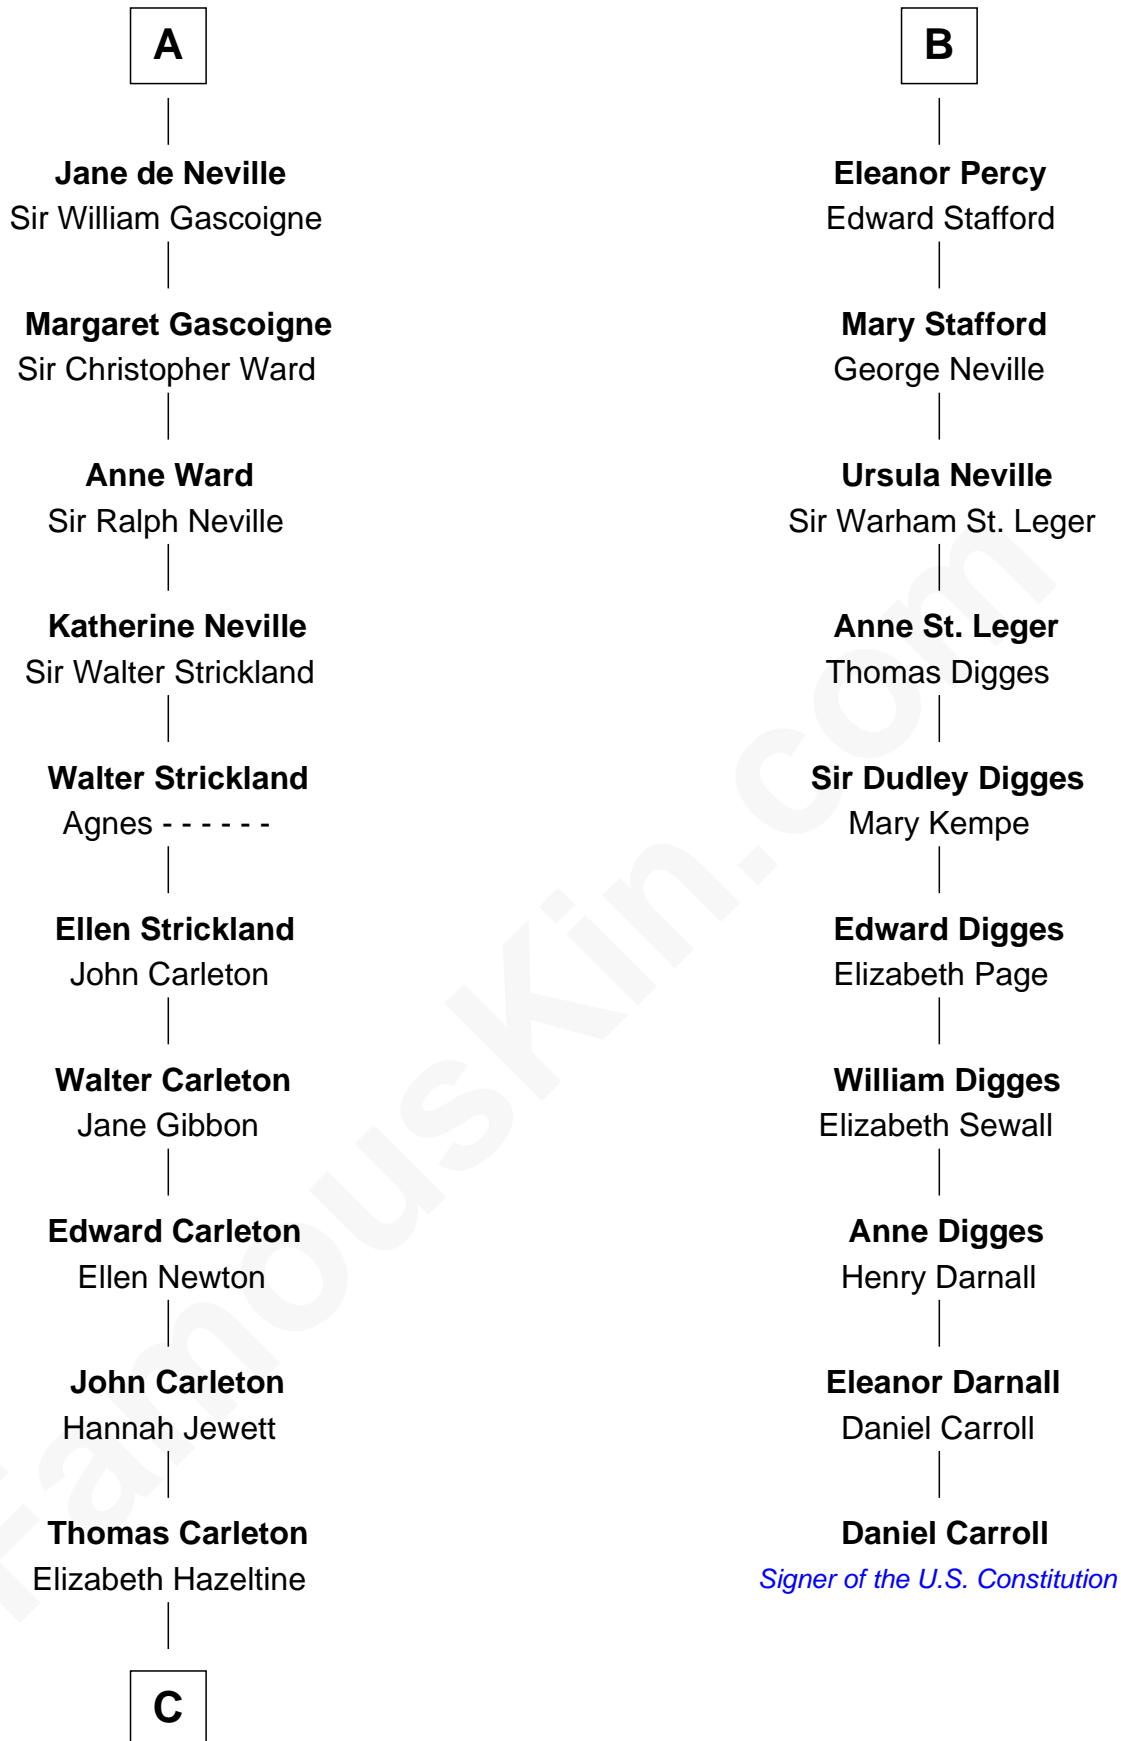 A
Jane de Neville
Sir William Gascoigne
Margaret Gascoigne
Sir Christopher Ward
Anne Ward
Sir Ralph Neville
Katherine Neville
Sir Walter Strickland
Walter Strickland
Agnes - - - - - -
Ellen Strickland
John Carleton
Walter Carleton
Jane Gibbon
Edward Carleton
Ellen Newton
John Carleton
Hannah Jewett
Thomas Carleton
Elizabeth Hazeltine
C
B
Eleanor Percy
Edward Stafford
Mary Stafford
George Neville
Ursula Neville
Sir Warham St. Leger
Anne St. Leger
Thomas Digges
Sir Dudley Digges
Mary Kempe
Edward Digges
Elizabeth Page
William Digges
Elizabeth Sewall
Anne Digges
Henry Darnall
Eleanor Darnall
Daniel Carroll
Daniel Carroll
Signer of the U.S. Constitution
FamousKin.com